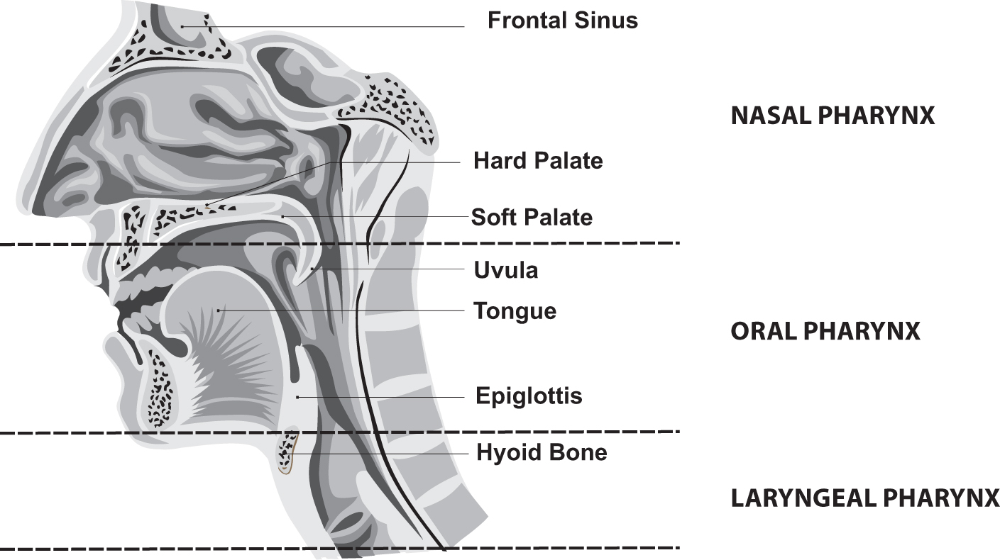 Frontal Sinus
NASAL PHARYNX
Hard Palate
Soft Palate
Uvula
Tongue
ORAL PHARYNX
Epiglottis
Hyoid Bone
LARYNGEAL PHARYNX